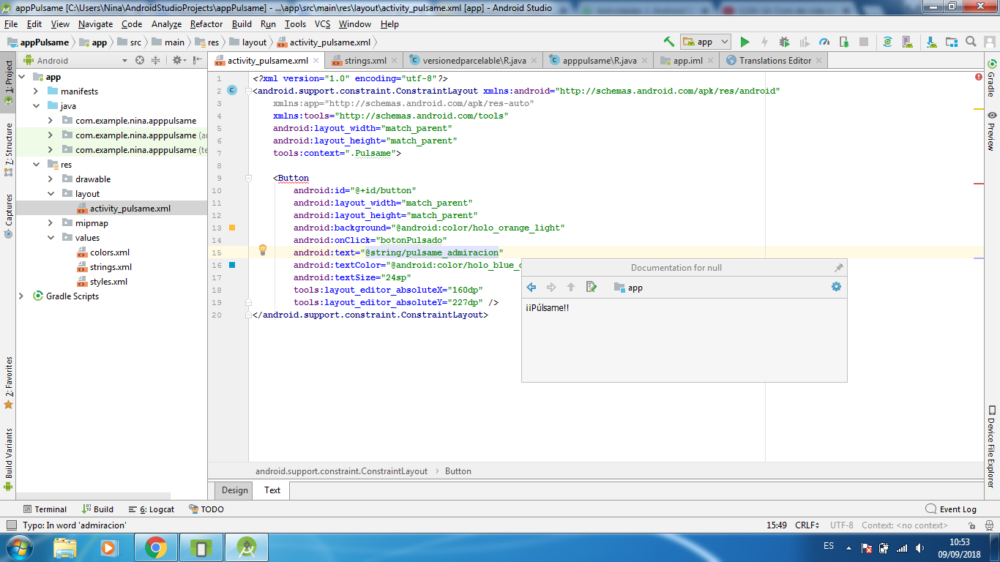 appPulsame [C:\Users\Nina\AndroidStudioProjects\appPulsame] - ...\app\src\main\res\layout\activity_pulsame.xml [app] - Android Studio
File Edit View Navigate Code Analyze Refactor Build Run Tools VCS Window Help
appPulsame app src main res layout activity_pulsame.xml app
1: Project
Android
activity_pulsame.xml strings.xml versionedparcelable\R.java apppulsame\R.java app.iml Translations Editor
app
manifests
java
com.example.nina.apppulsame
com.example.nina.apppulsame (an
com.example.nina.apppulsame (te
res
drawable
layout
activity_pulsame.xml
mipmap
values
colors.xml
strings.xml
styles.xml
Gradle Scripts
7: Structure
Captures
2: Favorites
Build Variants
1 <?xml version="1.0" encoding="utf-8"?>
2 <android.support.constraint.ConstraintLayout xmlns:android="http://schemas.android.com/apk/res/android"
3 xmlns:app="http://schemas.android.com/apk/res-auto"
4 xmlns:tools="http://schemas.android.com/tools"
5 android:layout_width="match_parent"
6 android:layout_height="match_parent"
7 tools:context=".Pulsame">
8
9 <Button
10 android:id="@+id/button"
11 android:layout_width="match_parent"
12 android:layout_height="match_parent"
13 android:background="@android:color/holo_orange_light"
14 android:onClick="botonPulsado"
15 android:text="@string/pulsame_admiracion"
16 android:textColor="@android:color/holo_blue_d
17 android:textSize="24sp"
18 tools:layout_editor_absoluteX="160dp"
19 tools:layout_editor_absoluteY="227dp" />
20 </android.support.constraint.ConstraintLayout>
Documentation for null
app
¡¡Púlsame!!
Gradle
Preview
Device File Explorer
android.support.constraint.ConstraintLayout › Button
Design Text
Terminal Build 6: Logcat TODO Event Log
Typo: In word 'admiracion' 15:49 CRLF UTF-8 Context: <no context>
ES 10:53
09/09/2018